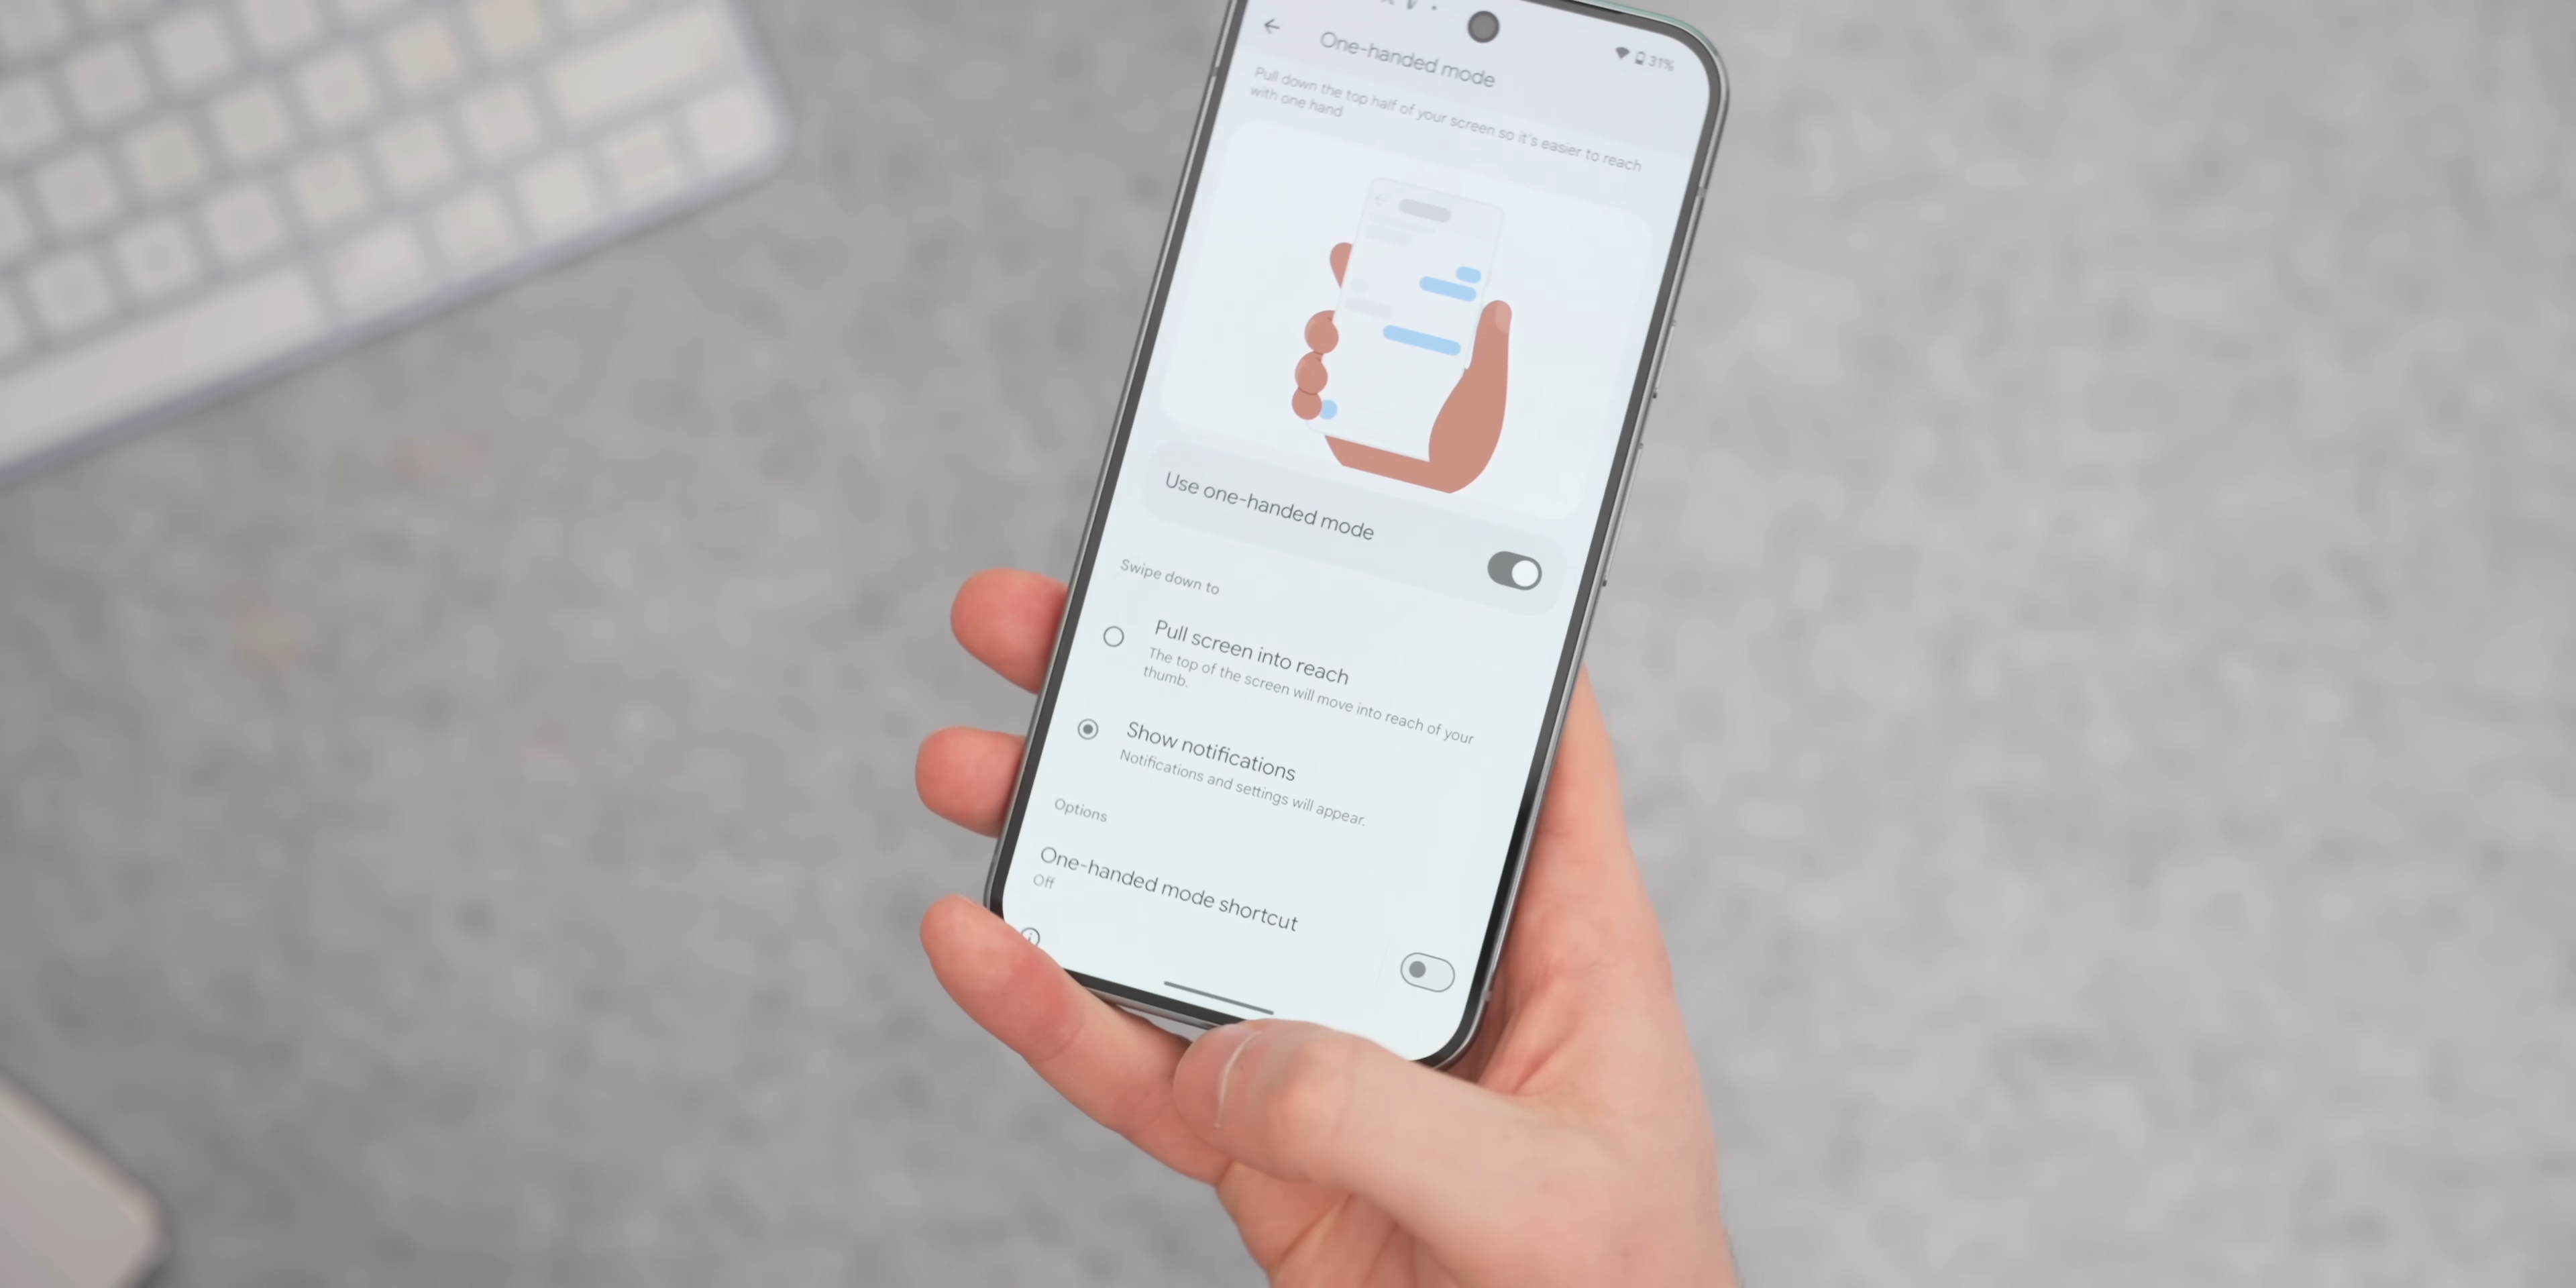 31%
One-handed mode
Pull down the top half of your screen so it's easier to reach
with one hand
Use one-handed mode
Swipe down to
Pull screen into reach
The top of the screen will move into reach of your
thumb.
Show notifications
Notifications and settings will appear.
Options
One-handed mode shortcut
Off